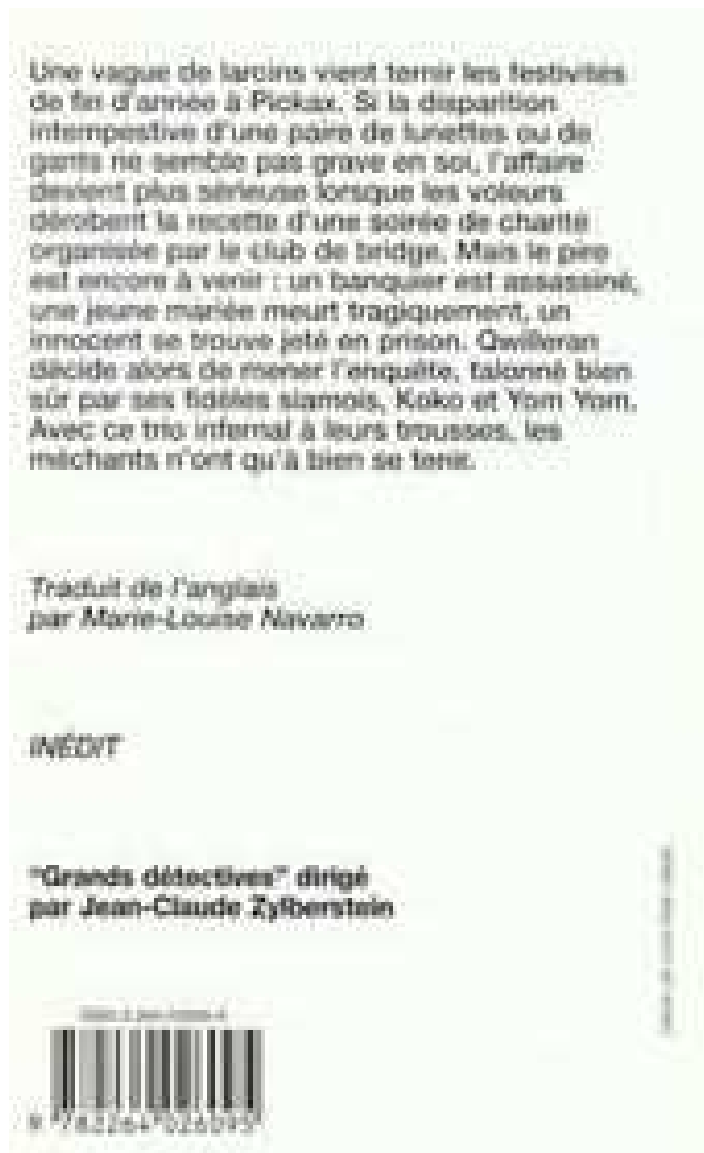 Une vague de larcins vient ternir les festivités
de fin d'année à Pickax. Si la disparition
intempestive d'une paire de lunettes ou de
gants ne semble pas grave en soi, l'affaire
devient plus sérieuse lorsque les voleurs
dérobent la recette d'une soirée de charité
organisée par le club de bridge. Mais le pire
est encore à venir : un banquier est assassiné,
une jeune mariée meurt tragiquement, un
innocent se trouve jeté en prison. Qwilleran
décide alors de mener l'enquête, talonné bien
sûr par ses fidèles siamois, Koko et Yom Yom.
Avec ce trio infernal à leurs trousses, les
méchants n'ont qu'à bien se tenir.
Traduit de l'anglais
par Marie-Louise Navarro
INÉDIT
"Grands détectives" dirigé
par Jean-Claude Zylberstein
9 782264 026095